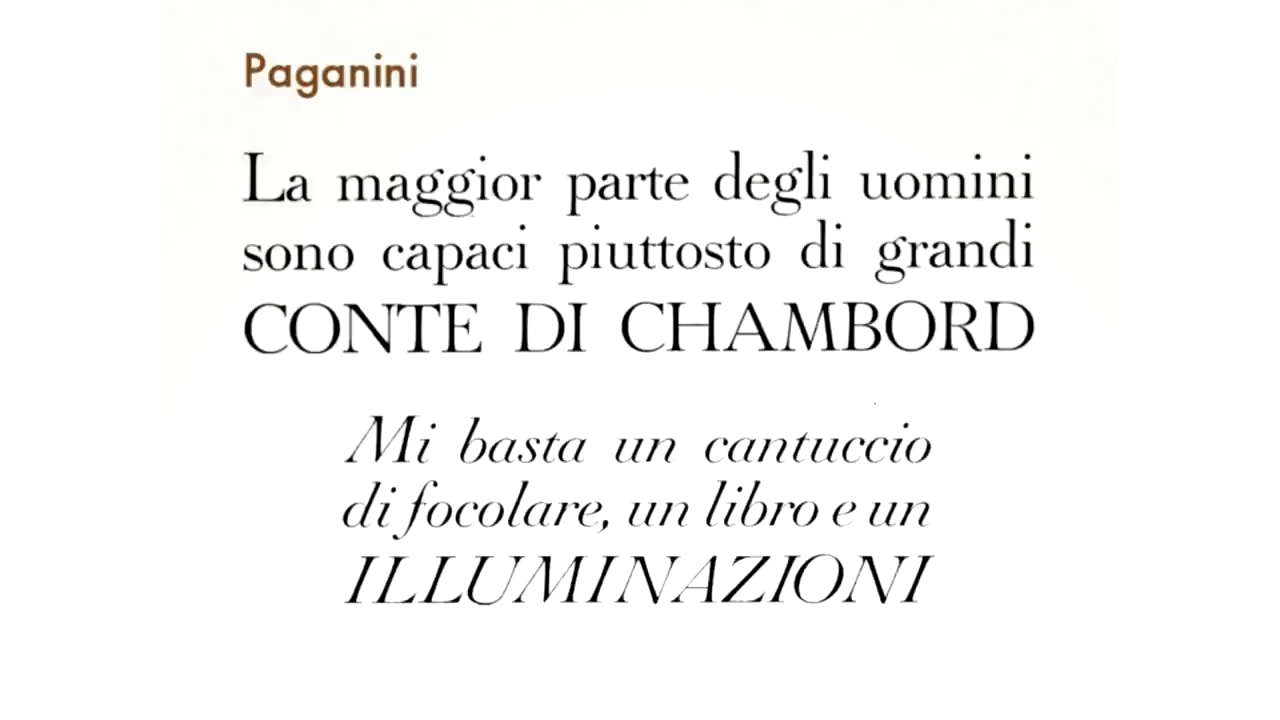 Paganini
La maggior parte degli uomini
sono capaci piuttosto di grandi
CONTE DI CHAMBORD
Mi basta un cantuccio
di focolare, un libro e un
ILLUMINAZIONI